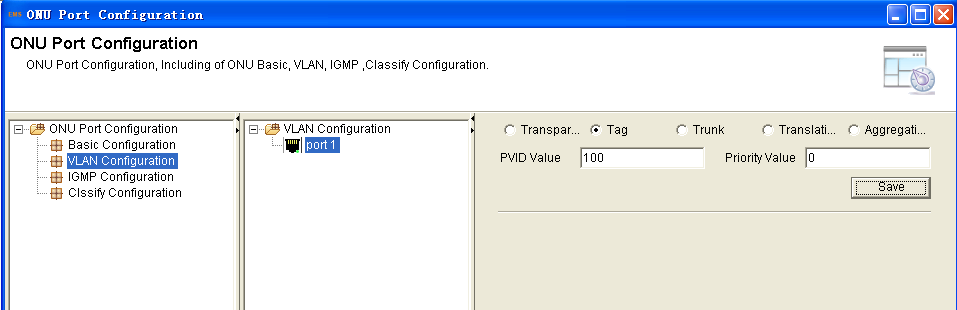 EMS ONU Port Configuration
ONU Port Configuration
ONU Port Configuration, Including of ONU Basic, VLAN, IGMP ,Classify Configuration.
ONU Port Configuration
Basic Configuration
VLAN Configuration
IGMP Configuration
Clssify Configuration
VLAN Configuration
port 1
Transpar... Tag Trunk Translati... Aggregati...
PVID Value 100 Priority Value 0
Save